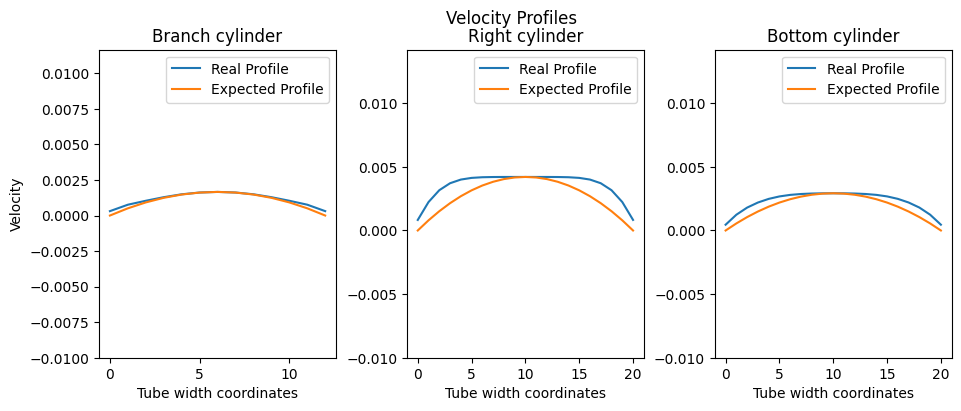 Velocity Profiles
Branch cylinder
Real Profile
Expected Profile
0.0100
0.0075
0.0050
0.0025
0.0000
−0.0025
−0.0050
−0.0075
−0.0100
Velocity
0 5 10
Tube width coordinates
Right cylinder
Real Profile
Expected Profile
0.010
0.005
0.000
−0.005
−0.010
0 5 10 15 20
Tube width coordinates
Bottom cylinder
Real Profile
Expected Profile
0.010
0.005
0.000
−0.005
−0.010
0 5 10 15 20
Tube width coordinates